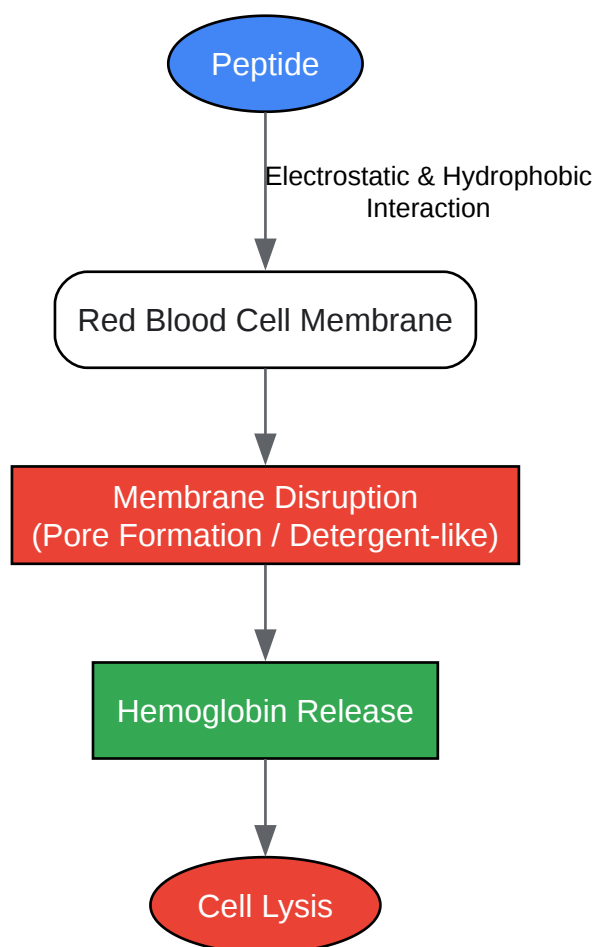 Peptide
Electrostatic & Hydrophobic
Interaction
Red Blood Cell Membrane
Membrane Disruption
(Pore Formation / Detergent-like)
Hemoglobin Release
Cell Lysis